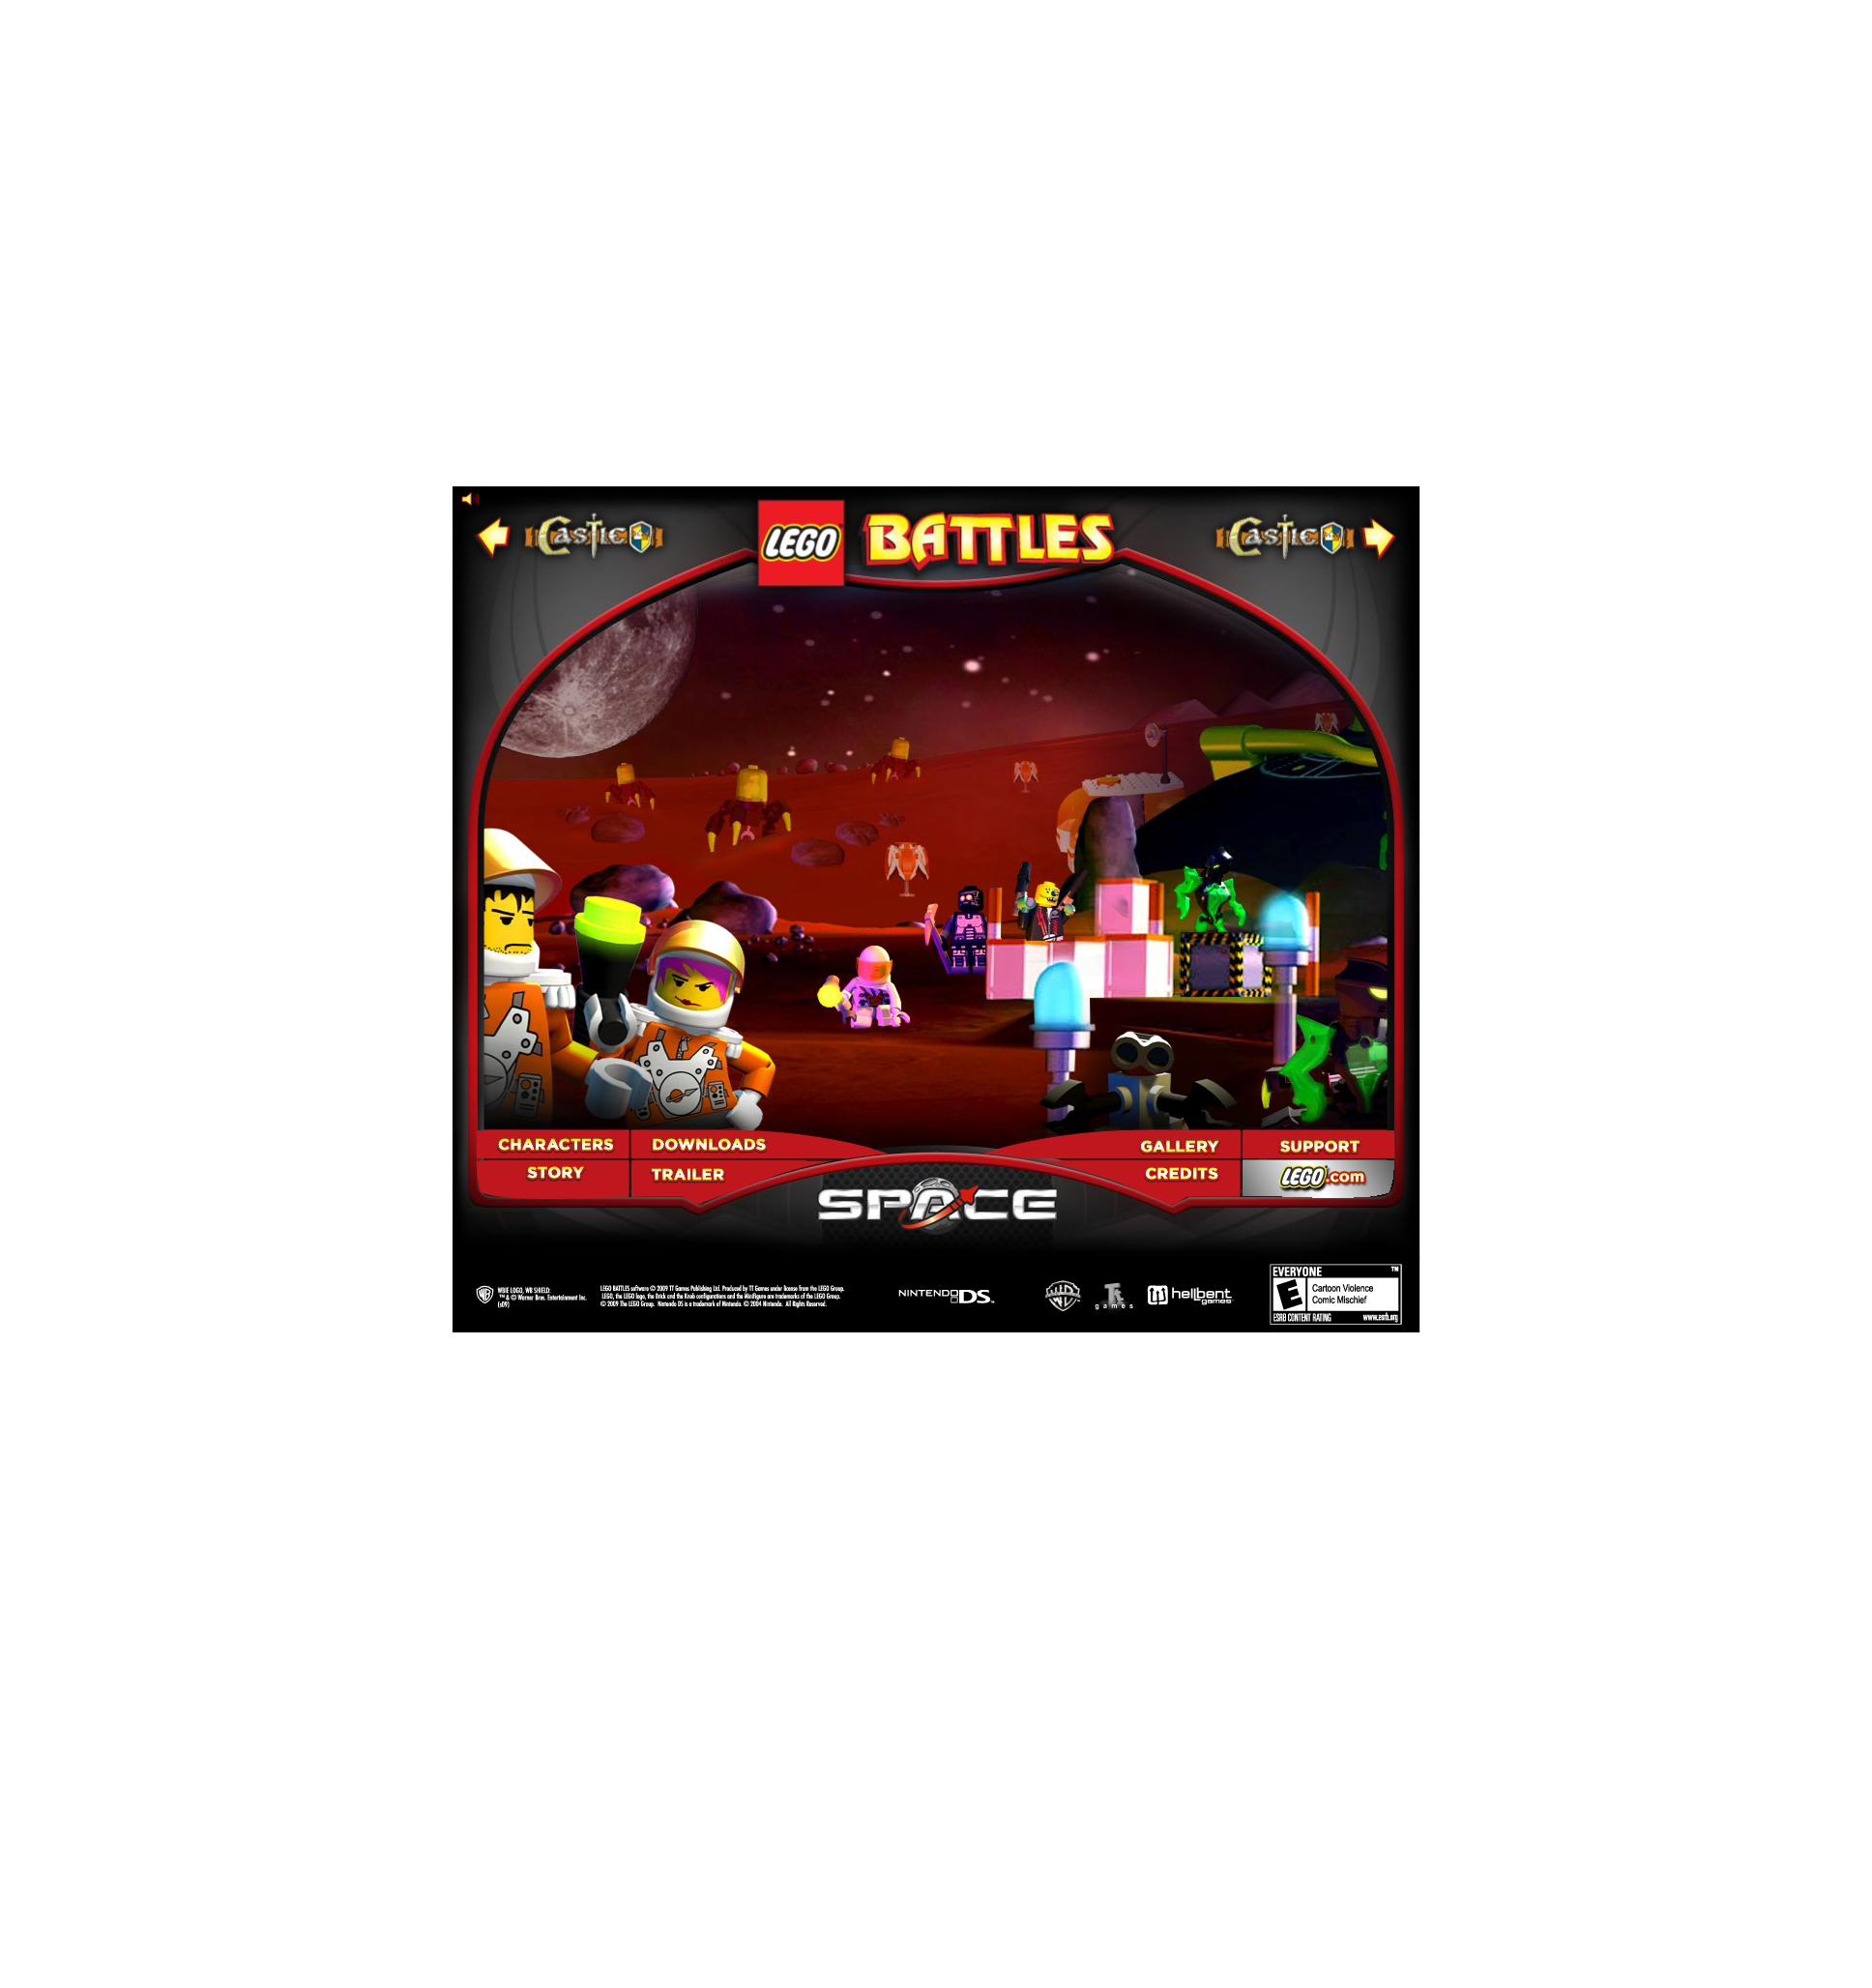 Castle
LEGO
BATTLES
Castle
CHARACTERS
DOWNLOADS
GALLERY
SUPPORT
STORY
TRAILER
CREDITS
LEGO.com
SPACE
WBIE LOGO, WB SHIELD:
™ & © Warner Bros. Entertainment Inc.
(s09)
LEGO BATTLES software © 2009 TT Games Publishing Ltd. Produced by TT Games under license from the LEGO Group.
LEGO, the LEGO logo, the Brick and the Knob configurations and the Minifigure are trademarks of the LEGO Group.
© 2009 The LEGO Group. Nintendo DS is a trademark of Nintendo. © 2004 Nintendo. All Rights Reserved.
NINTENDO DS™
games
hellbent
games
EVERYONE ™
E
Cartoon Violence
Comic Mischief
ESRB CONTENT RATING www.esrb.org